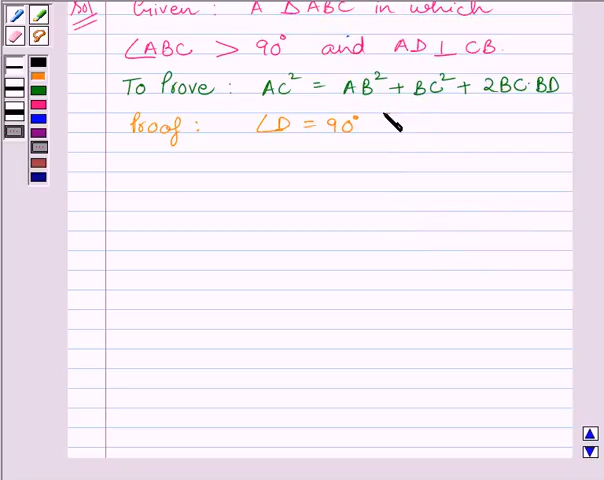 Sol Given : A Δ ABC in which
∠ABC > 90° and AD ⊥ CB.
To Prove : AC² = AB² + BC² + 2BC·BD
Proof : ∠D = 90°